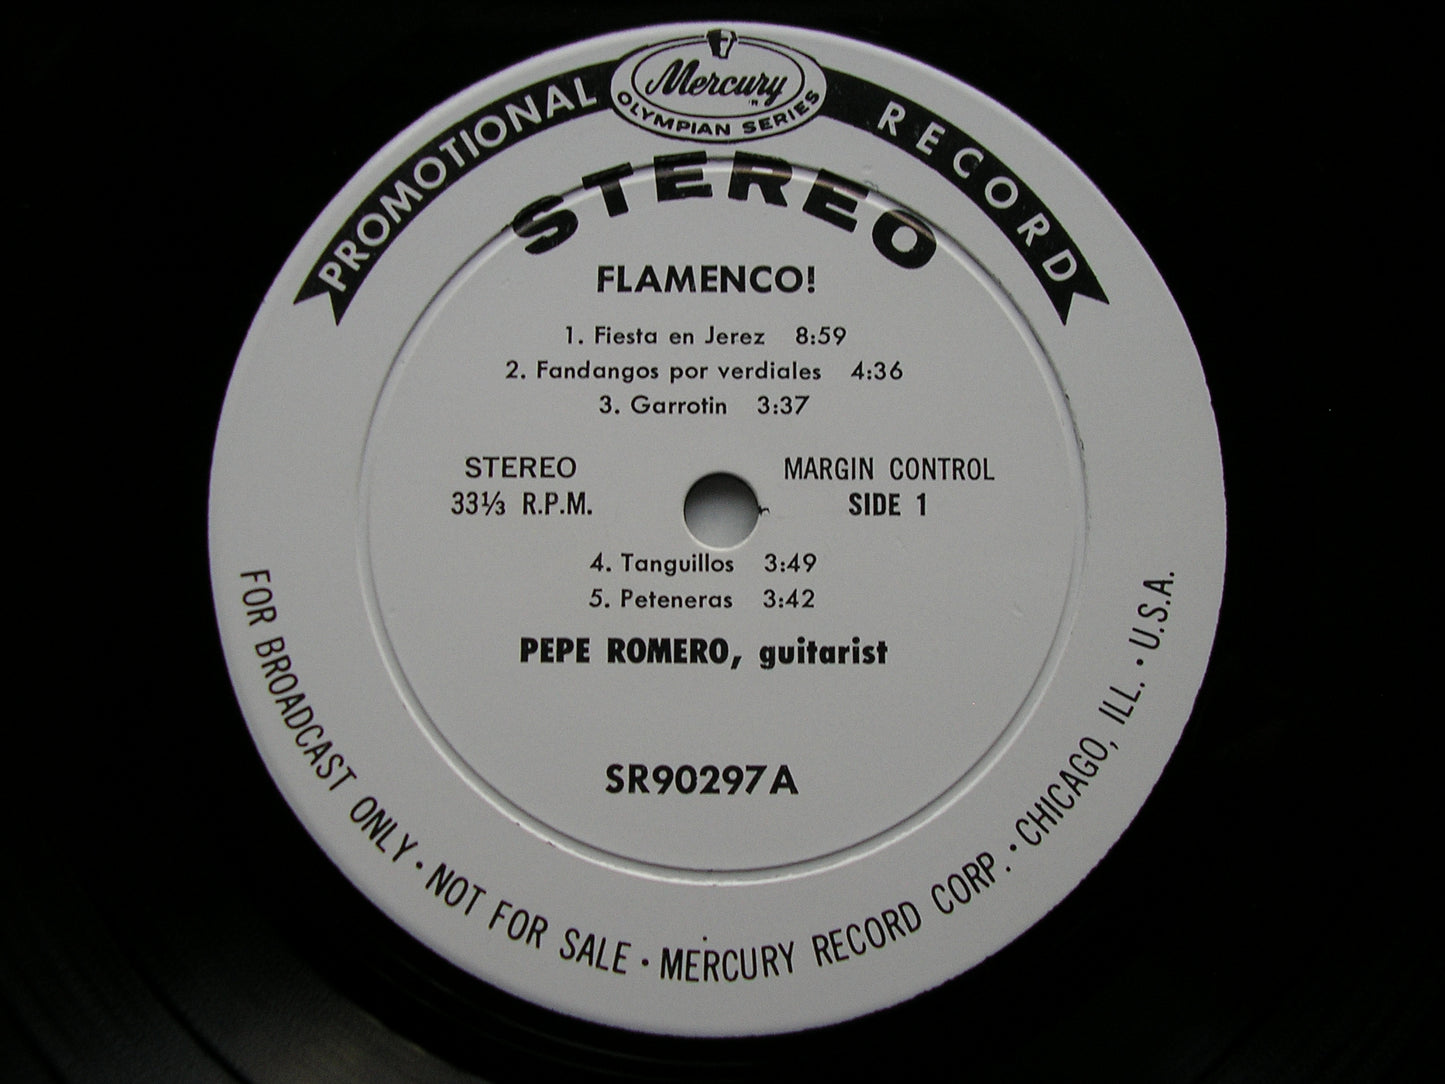 PROMOTIONAL RECORD
Mercury
OLYMPIAN SERIES
STEREO
FLAMENCO!
1. Fiesta en Jerez 8:59
2. Fandangos por verdiales 4:36
3. Garrotin 3:37
STEREO
33⅓ R.P.M.
MARGIN CONTROL
SIDE 1
4. Tanguillos 3:49
5. Peteneras 3:42
PEPE ROMERO, guitarist
SR90297A
FOR BROADCAST ONLY · NOT FOR SALE · MERCURY RECORD CORP. · CHICAGO, ILL. · U.S.A.